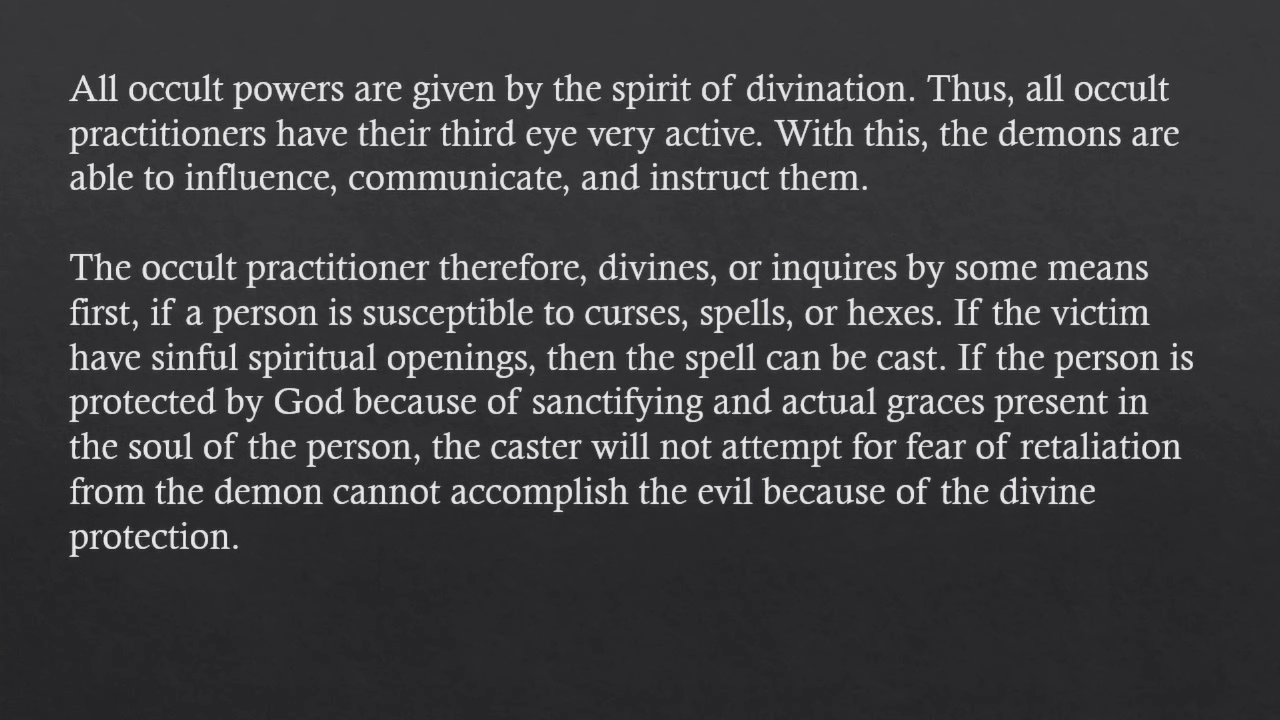 All occult powers are given by the spirit of divination. Thus, all occult
practitioners have their third eye very active. With this, the demons are
able to influence, communicate, and instruct them.
The occult practitioner therefore, divines, or inquires by some means
first, if a person is susceptible to curses, spells, or hexes. If the victim
have sinful spiritual openings, then the spell can be cast. If the person is
protected by God because of sanctifying and actual graces present in
the soul of the person, the caster will not attempt for fear of retaliation
from the demon cannot accomplish the evil because of the divine
protection.